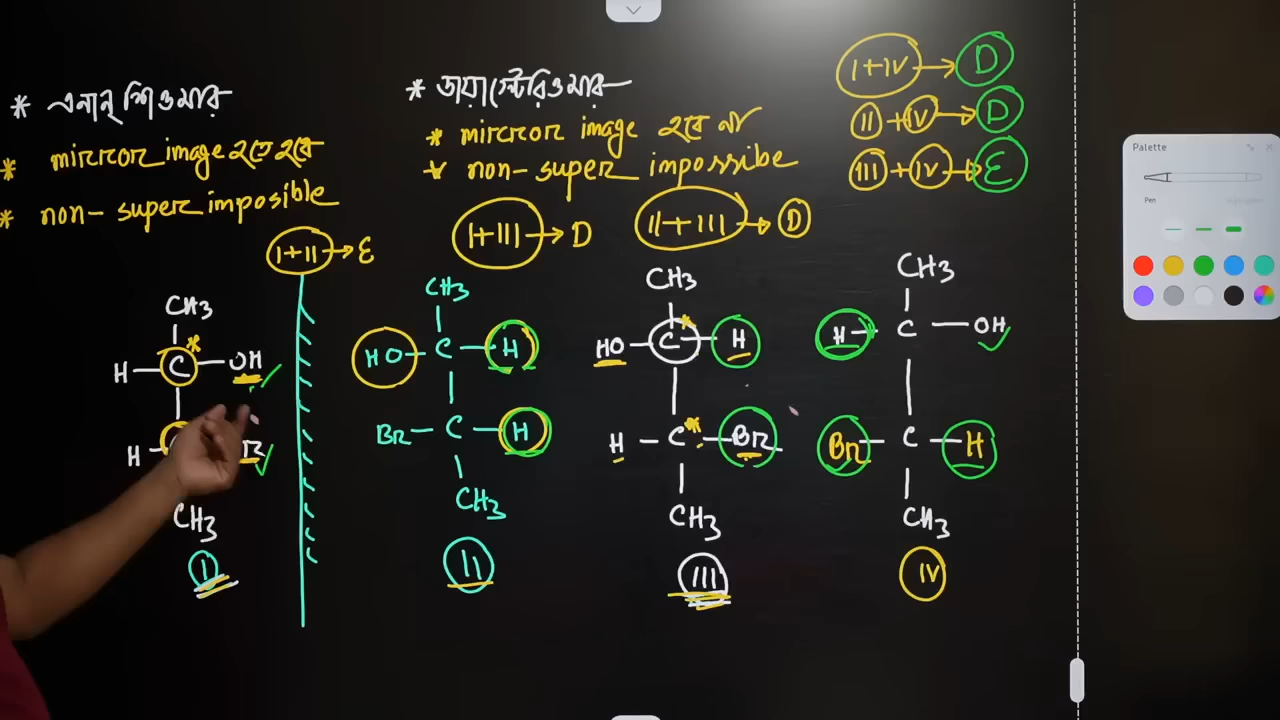 * এনানশিওমার
* mirror image হতে হবে
* non-super imposible
I+II → E
* ডায়াস্টেরিওমার
* mirror image হবে না
* non-super impossibe
I+III → D
II+III → D
I+IV → D
II+IV → D
III+IV → E
CH3
H C* OH
H
CH3
I
CH3
HO C H
Br C H
CH3
II
CH3
HO C* H
H C* Br
CH3
III
CH3
H C OH
Br C H
CH3
IV
Palette
Pen